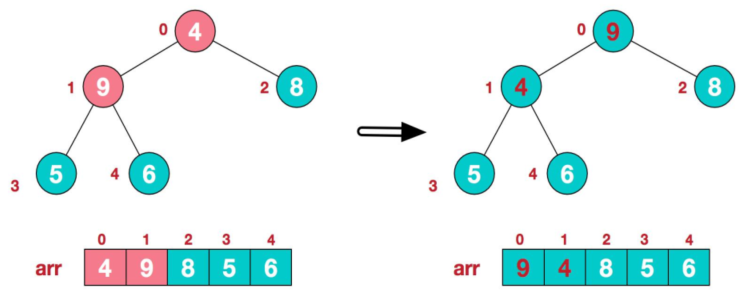 0 4
1 9 2 8
3 5 4 6
0 1 2 3 4
arr 4 9 8 5 6
0 9
1 4 2 8
3 5 4 6
0 1 2 3 4
arr 9 4 8 5 6